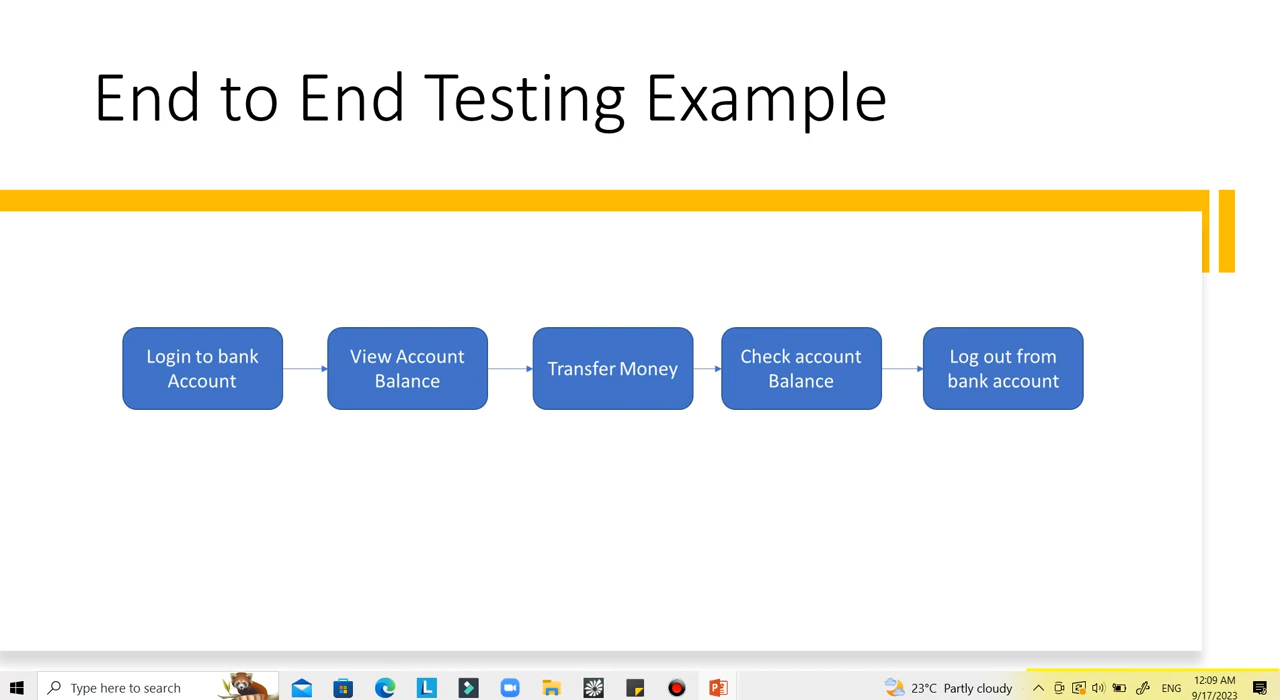 End to End Testing Example
Login to bank
Account
View Account
Balance
Transfer Money
Check account
Balance
Log out from
bank account
Type here to search
L
23°C Partly cloudy
ENG
12:09 AM
9/17/2023